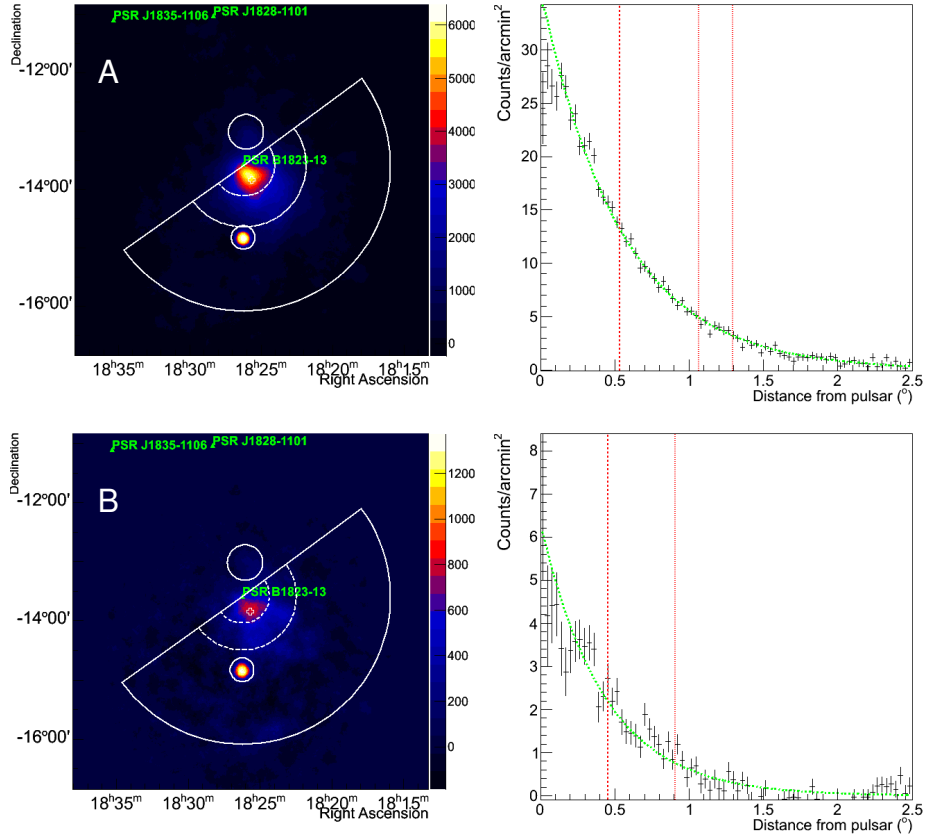 PSR J1835-1106
PSR J1828-1101
Declination
-12°00'
-14°00'
-16°00'
A
PSR B1823-13
6000
5000
4000
3000
2000
1000
0
18h35m
18h30m
18h25m
18h20m
18h15m
Right Ascension
Counts/arcmin²
30
25
20
15
10
5
0
0
0.5
1
1.5
2
2.5
Distance from pulsar (°)
PSR J1835-1106
PSR J1828-1101
Declination
-12°00'
-14°00'
-16°00'
B
PSR B1823-13
1200
1000
800
600
400
200
0
18h35m
18h30m
18h25m
18h20m
18h15m
Right Ascension
Counts/arcmin²
8
7
6
5
4
3
2
1
0
0
0.5
1
1.5
2
2.5
Distance from pulsar (°)